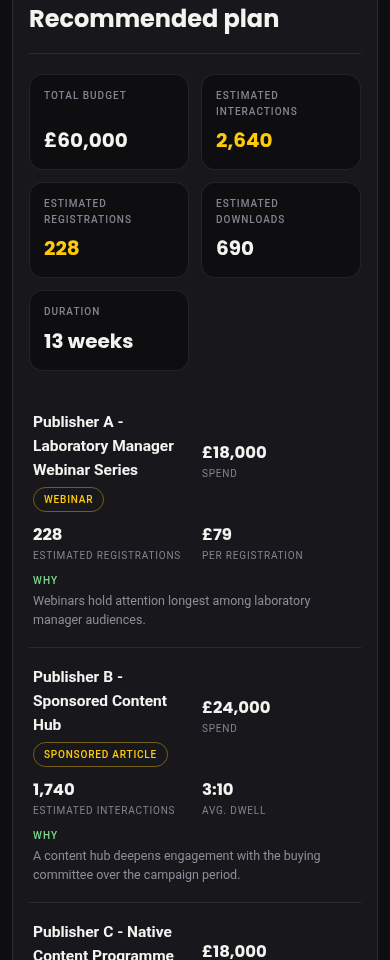 Recommended plan
TOTAL BUDGET
£60,000
ESTIMATED
INTERACTIONS
2,640
ESTIMATED
REGISTRATIONS
228
ESTIMATED
DOWNLOADS
690
DURATION
13 weeks
Publisher A -
Laboratory Manager
Webinar Series
WEBINAR
£18,000
SPEND
228
ESTIMATED REGISTRATIONS
£79
PER REGISTRATION
WHY
Webinars hold attention longest among laboratory
manager audiences.
Publisher B -
Sponsored Content
Hub
SPONSORED ARTICLE
£24,000
SPEND
1,740
ESTIMATED INTERACTIONS
3:10
AVG. DWELL
WHY
A content hub deepens engagement with the buying
committee over the campaign period.
Publisher C - Native
Content Programme
£18,000